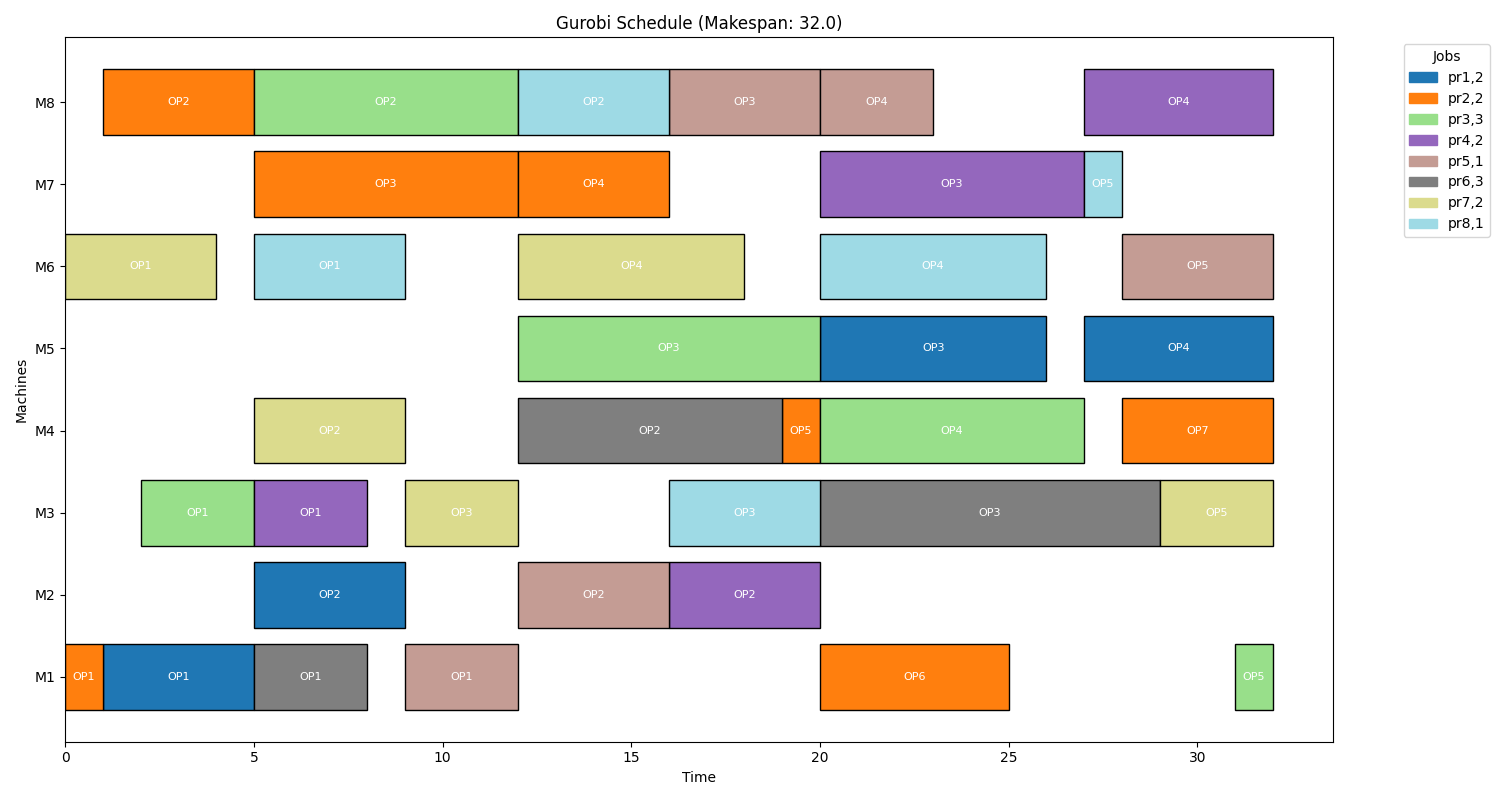 Gurobi Schedule (Makespan: 32.0)
Jobs
pr1,2
pr2,2
pr3,3
pr4,2
pr5,1
pr6,3
pr7,2
pr8,1
Machines
M8
OP2 OP2 OP2 OP3 OP4 OP4
M7
OP3 OP4 OP3 OP5
M6
OP1 OP1 OP4 OP4 OP5
M5
OP3 OP3 OP4
M4
OP2 OP2 OP5 OP4 OP7
M3
OP1 OP1 OP3 OP3 OP3 OP5
M2
OP2 OP2 OP2
M1
OP1 OP1 OP1 OP1 OP6 OP5
0 5 10 15 20 25 30
Time